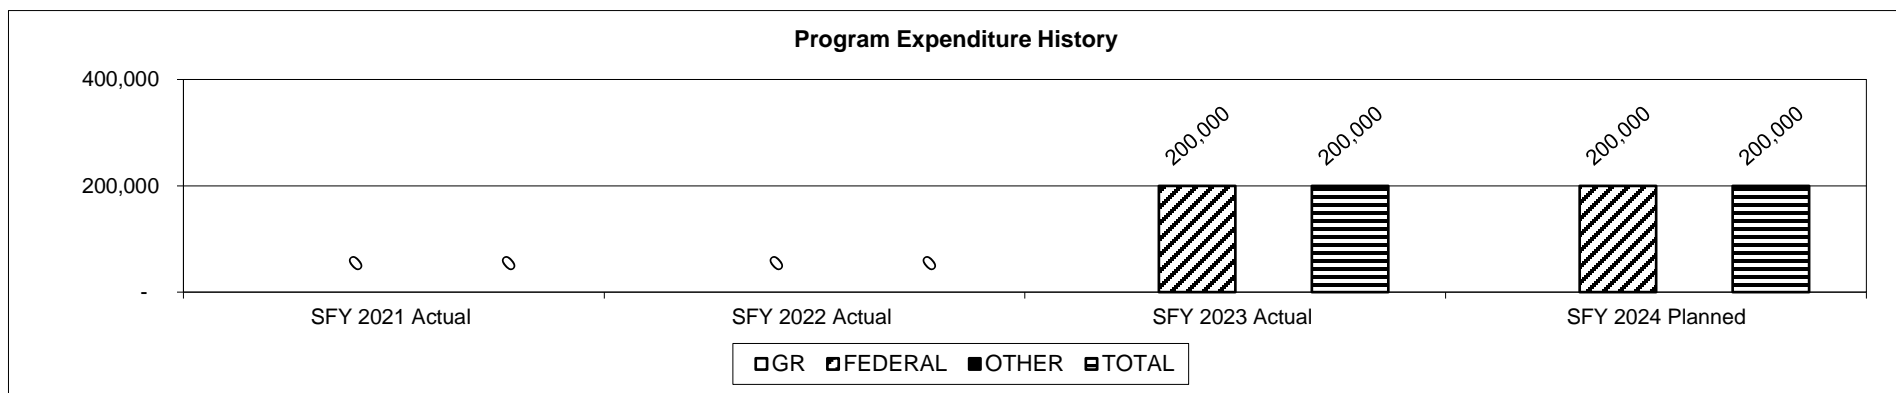 Program Expenditure History
400,000
200,000
-
0 0 0 0 200,000 200,000 200,000 200,000
SFY 2021 Actual SFY 2022 Actual SFY 2023 Actual SFY 2024 Planned
GR FEDERAL OTHER TOTAL